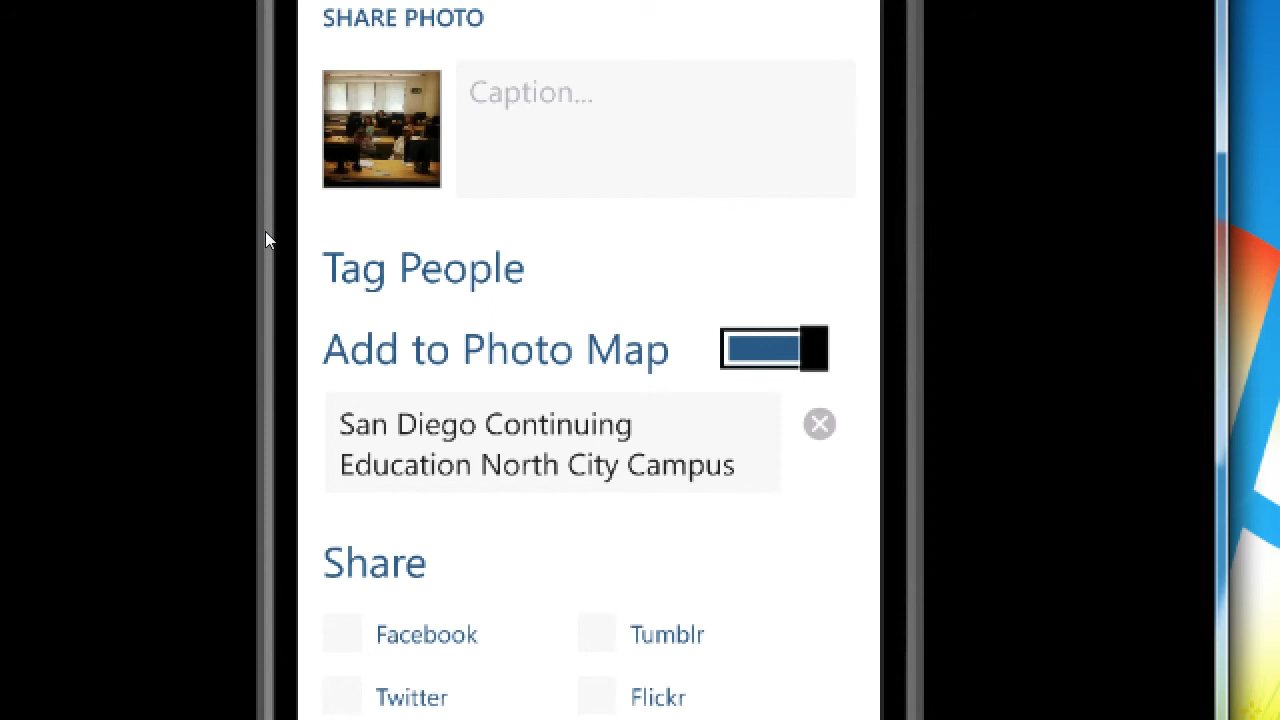 SHARE PHOTO
Caption...
Tag People
Add to Photo Map
San Diego Continuing
Education North City Campus
Share
Facebook
Tumblr
Twitter
Flickr